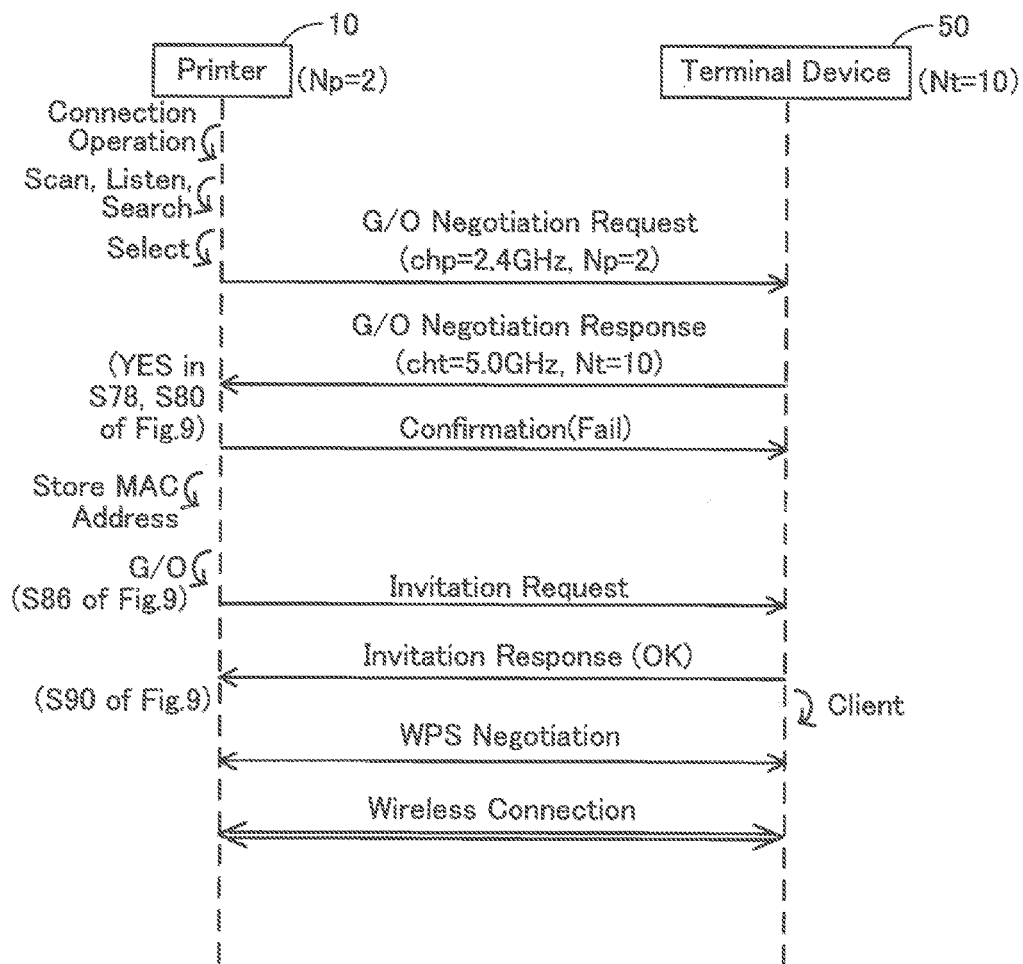 10
50
Printer
(Np=2)
Terminal Device
(Nt=10)
Connection
Operation
Scan, Listen,
Search
Select
G/O Negotiation Request
(chp=2.4GHz, Np=2)
G/O Negotiation Response
(cht=5.0GHz, Nt=10)
(YES in
S78, S80
of Fig.9)
Confirmation(Fail)
Store MAC
Address
G/O
(S86 of Fig.9)
Invitation Request
Invitation Response (OK)
(S90 of Fig.9)
Client
WPS Negotiation
Wireless Connection